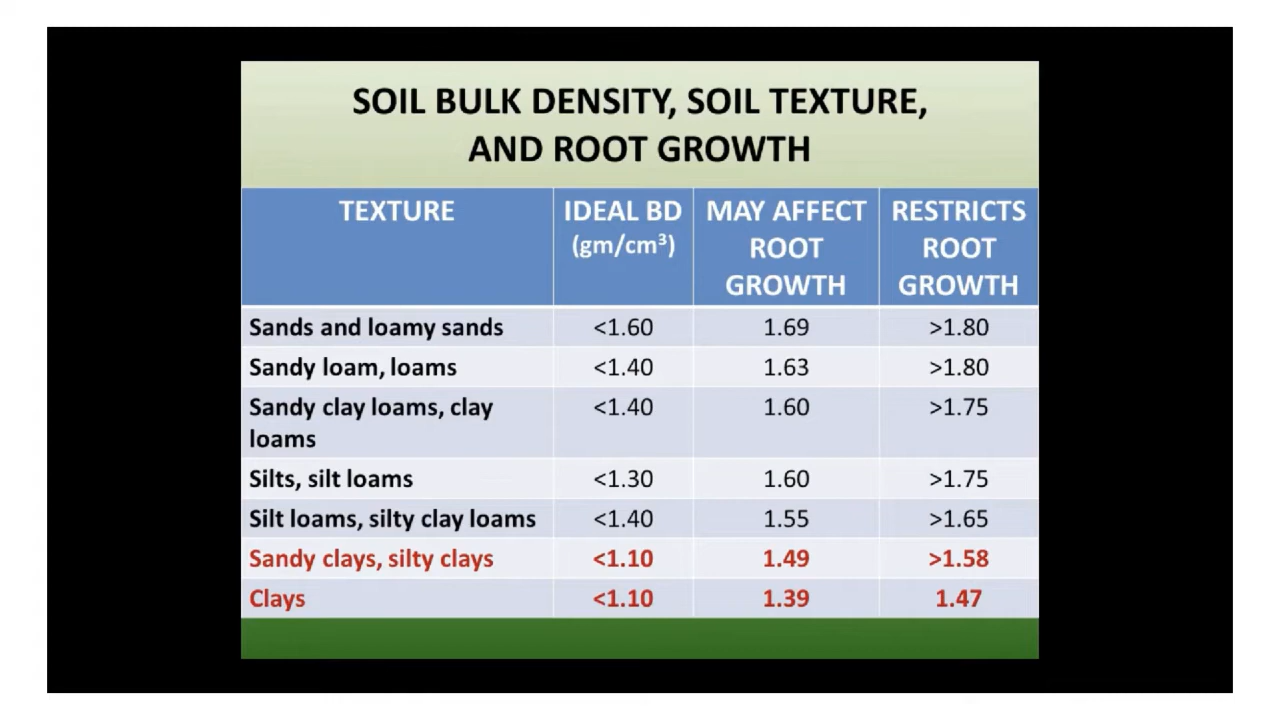 SOIL BULK DENSITY, SOIL TEXTURE,
AND ROOT GROWTH
TEXTURE IDEAL BD (gm/cm³) MAY AFFECT ROOT GROWTH RESTRICTS ROOT GROWTH
Sands and loamy sands <1.60 1.69 >1.80
Sandy loam, loams <1.40 1.63 >1.80
Sandy clay loams, clay loams <1.40 1.60 >1.75
Silts, silt loams <1.30 1.60 >1.75
Silt loams, silty clay loams <1.40 1.55 >1.65
Sandy clays, silty clays <1.10 1.49 >1.58
Clays <1.10 1.39 1.47